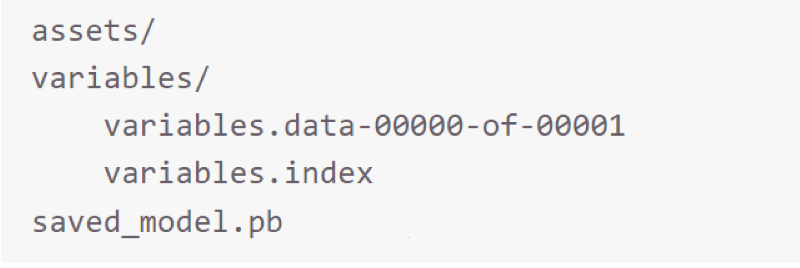 assets/
variables/
variables.data-00000-of-00001
variables.index
saved_model.pb